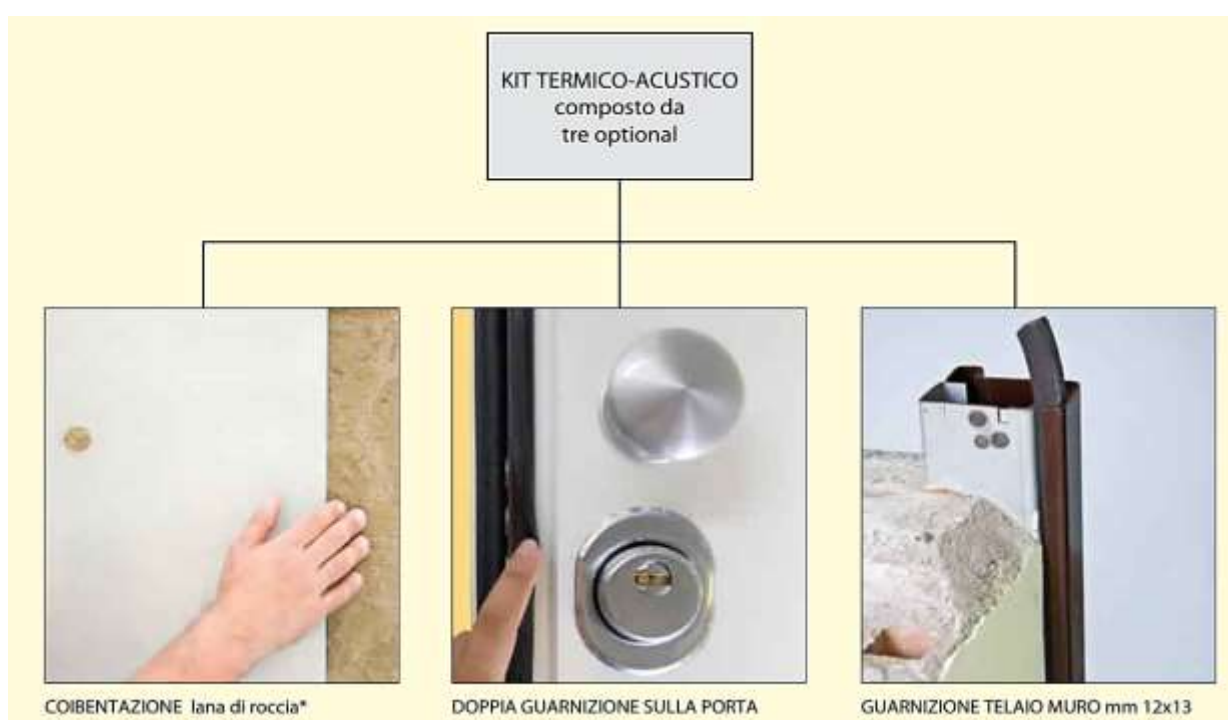 KIT TERMICO-ACUSTICO
composto da
tre optional
COIBENTAZIONE lana di roccia*
DOPPIA GUARNIZIONE SULLA PORTA
GUARNIZIONE TELAIO MURO mm 12x13